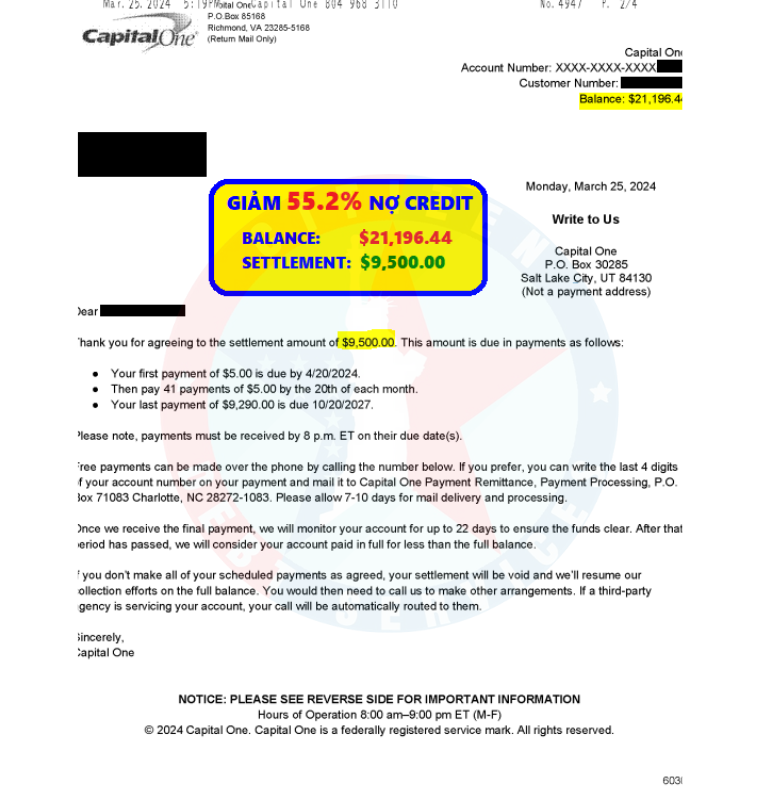 Mar. 25. 2024 5:19PM Capital One 804 968 3110 No. 4947 P. 2/4
CapitalOne
P.O.Box 85168
Richmond, VA 23285-5168
(Return Mail Only)
Capital One
Account Number: XXXX-XXXX-XXXX
Customer Number:
Balance: $21,196.4
GIẢM 55.2% NỢ CREDIT
BALANCE: $21,196.44
SETTLEMENT: $9,500.00
Monday, March 25, 2024
Write to Us
Capital One
P.O. Box 30285
Salt Lake City, UT 84130
(Not a payment address)
Dear
Thank you for agreeing to the settlement amount of $9,500.00. This amount is due in payments as follows:
● Your first payment of $5.00 is due by 4/20/2024.
● Then pay 41 payments of $5.00 by the 20th of each month.
● Your last payment of $9,290.00 is due 10/20/2027.
Please note, payments must be received by 8 p.m. ET on their due date(s).
Free payments can be made over the phone by calling the number below. If you prefer, you can write the last 4 digits
of your account number on your payment and mail it to Capital One Payment Remittance, Payment Processing, P.O.
Box 71083 Charlotte, NC 28272-1083. Please allow 7-10 days for mail delivery and processing.
Once we receive the final payment, we will monitor your account for up to 22 days to ensure the funds clear. After that
period has passed, we will consider your account paid in full for less than the full balance.
If you don't make all of your scheduled payments as agreed, your settlement will be void and we'll resume our
collection efforts on the full balance. You would then need to call us to make other arrangements. If a third-party
agency is servicing your account, your call will be automatically routed to them.
Sincerely,
Capital One
NOTICE: PLEASE SEE REVERSE SIDE FOR IMPORTANT INFORMATION
Hours of Operation 8:00 am–9:00 pm ET (M-F)
© 2024 Capital One. Capital One is a federally registered service mark. All rights reserved.
603